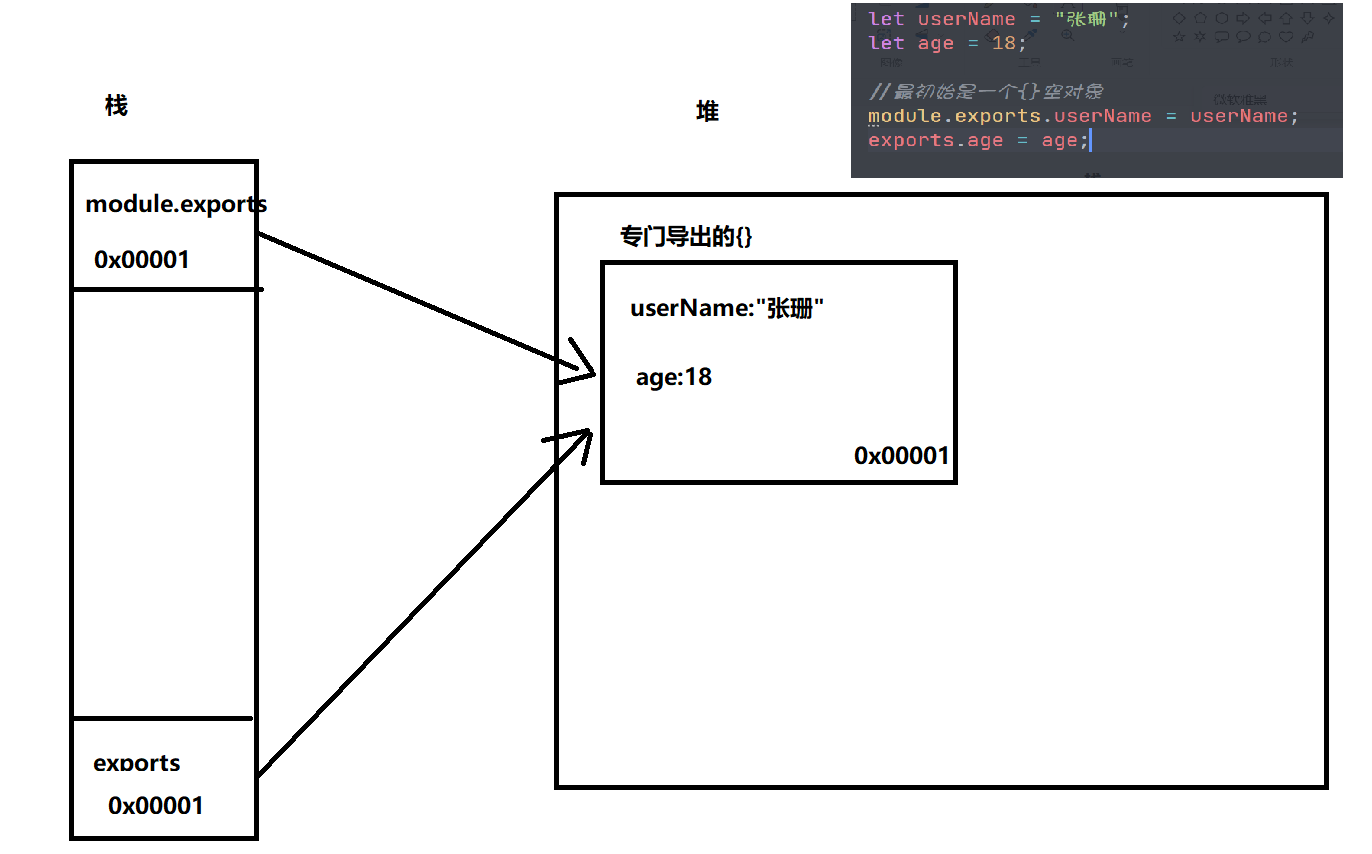 let userName = "张珊";
let age = 18;
//最初始是一个{}空对象
module.exports.userName = userName;
exports.age = age;
栈
堆
module.exports
0x00001
专门导出的{}
userName:"张珊"
age:18
0x00001
exports
0x00001